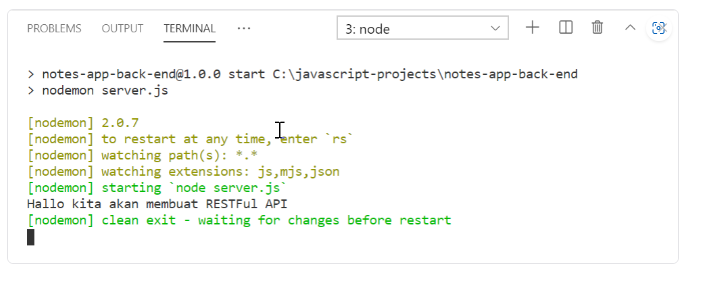 PROBLEMS OUTPUT TERMINAL ··· 3: node
> notes-app-back-end@1.0.0 start C:\javascript-projects\notes-app-back-end
> nodemon server.js
[nodemon] 2.0.7
[nodemon] to restart at any time, enter `rs`
[nodemon] watching path(s): *.*
[nodemon] watching extensions: js,mjs,json
[nodemon] starting `node server.js`
Hallo kita akan membuat RESTFul API
[nodemon] clean exit - waiting for changes before restart